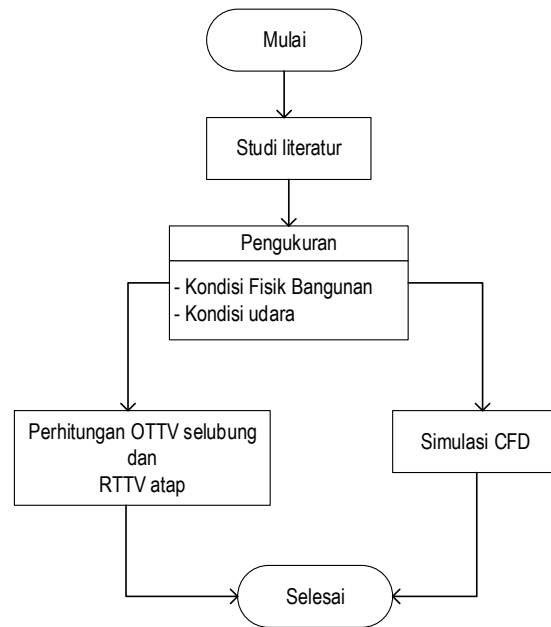 Mulai
Studi literatur
Pengukuran
- Kondisi Fisik Bangunan
- Kondisi udara
Perhitungan OTTV selubung
dan
RTTV atap
Simulasi CFD
Selesai